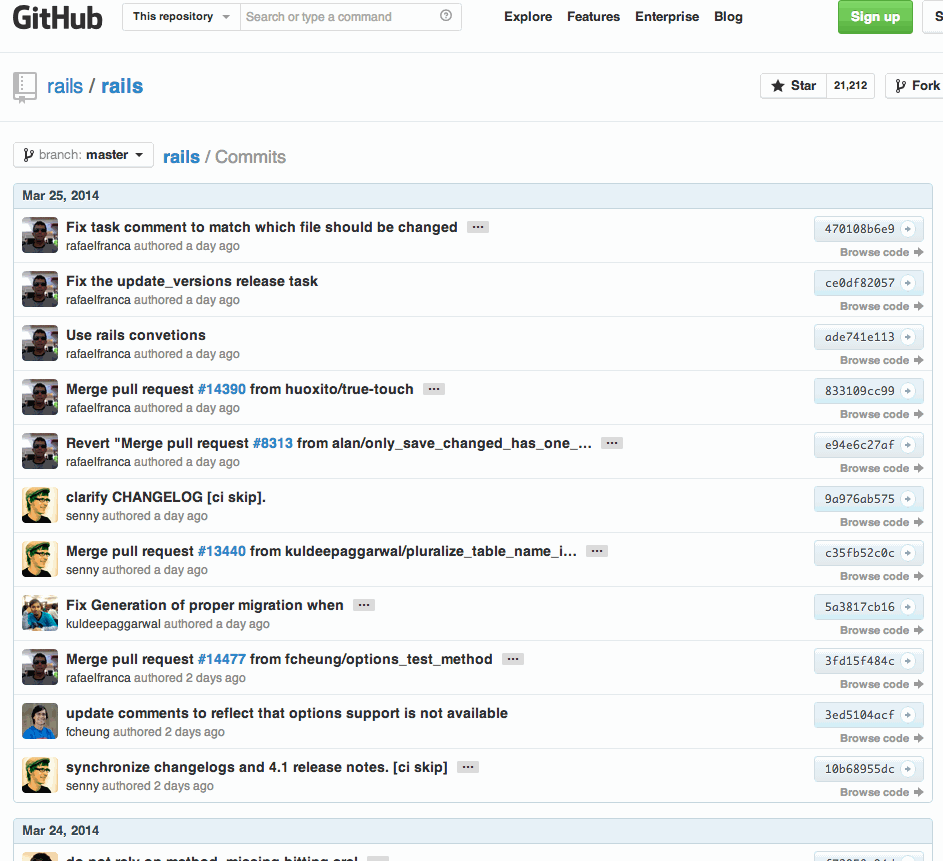 GitHub This repository Search or type a command Explore Features Enterprise Blog Sign up S
rails / rails Star 21,212 Fork
branch: master rails / Commits
Mar 25, 2014
Fix task comment to match which file should be changed ... 470108b6e9
rafaelfranca authored a day ago Browse code
Fix the update_versions release task ce0df82057
rafaelfranca authored a day ago Browse code
Use rails convetions ade741e113
rafaelfranca authored a day ago Browse code
Merge pull request #14390 from huoxito/true-touch ... 833109cc99
rafaelfranca authored a day ago Browse code
Revert "Merge pull request #8313 from alan/only_save_changed_has_one_... ... e94e6c27af
rafaelfranca authored a day ago Browse code
clarify CHANGELOG [ci skip]. 9a976ab575
senny authored a day ago Browse code
Merge pull request #13440 from kuldeepaggarwal/pluralize_table_name_i... ... c35fb52c0c
senny authored a day ago Browse code
Fix Generation of proper migration when ... 5a3817cb16
kuldeepaggarwal authored a day ago Browse code
Merge pull request #14477 from fcheung/options_test_method ... 3fd15f484c
rafaelfranca authored 2 days ago Browse code
update comments to reflect that options support is not available 3ed5104acf
fcheung authored 2 days ago Browse code
synchronize changelogs and 4.1 release notes. [ci skip] ... 10b68955dc
senny authored 2 days ago Browse code
Mar 24, 2014
do not rely on method_missing hitting arel